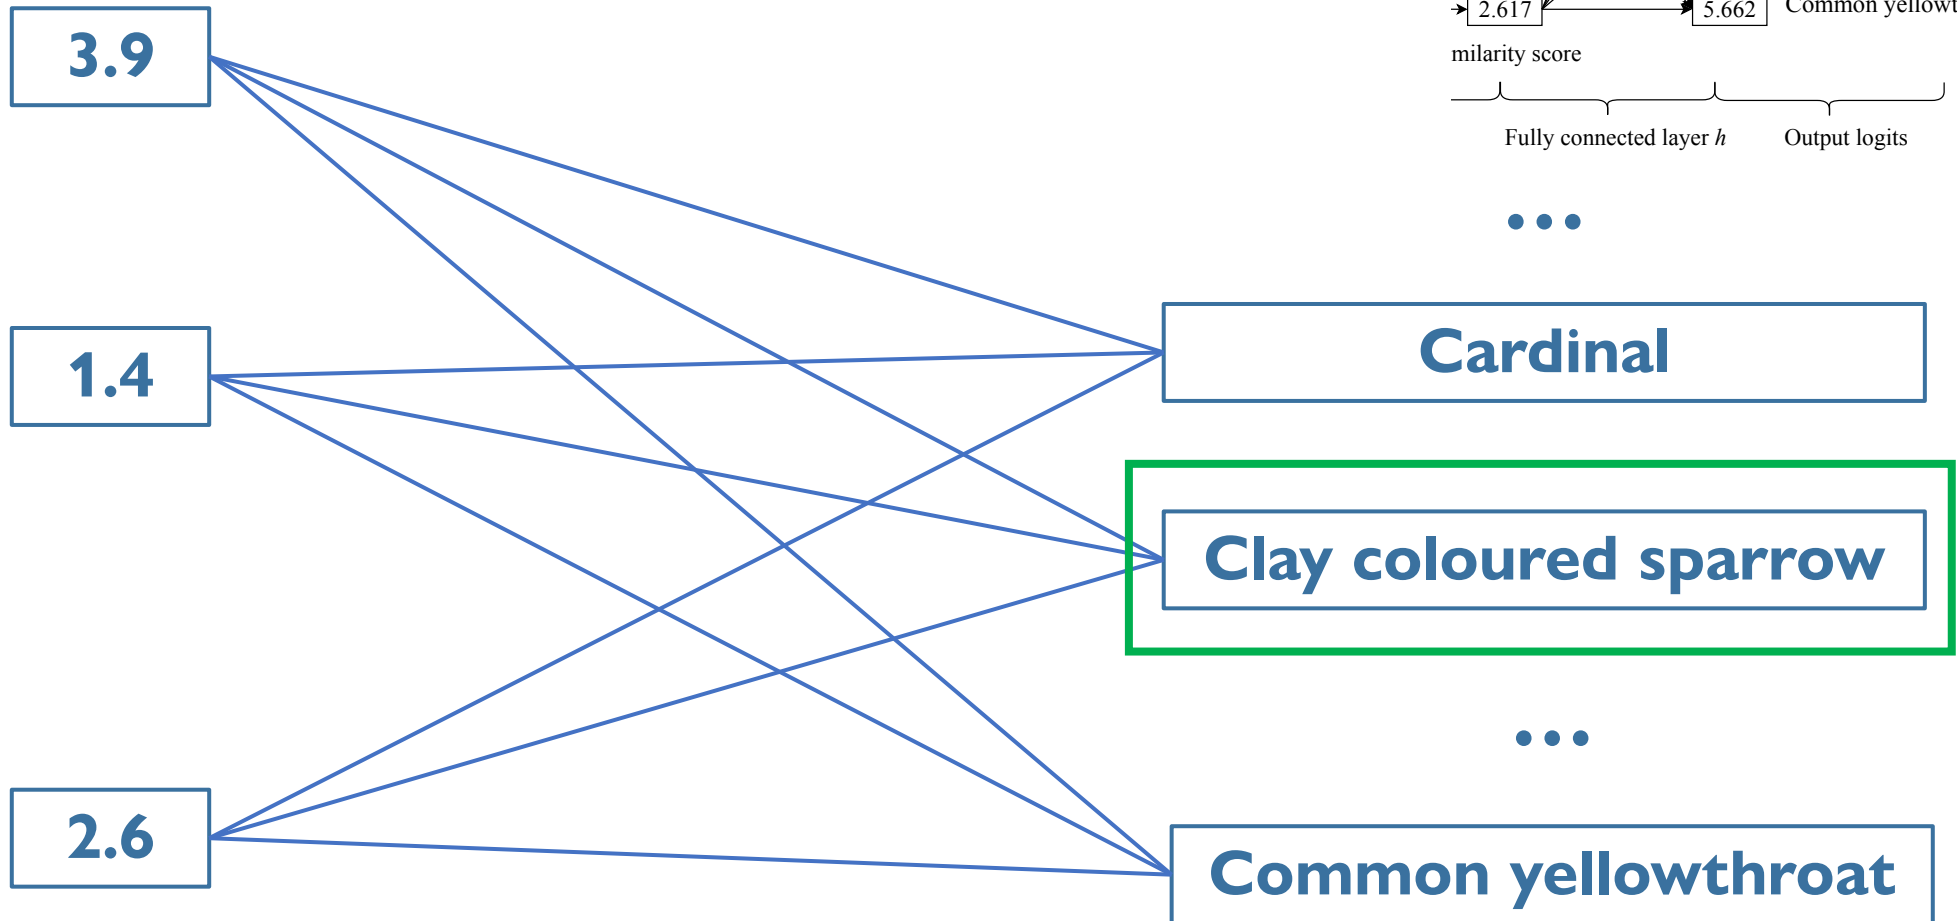 2.617
5.662
milarity score
Fully connected layer h
Output logits
...
3.9
1.4
2.6
Cardinal
Clay coloured sparrow
...
Common yellowthroat